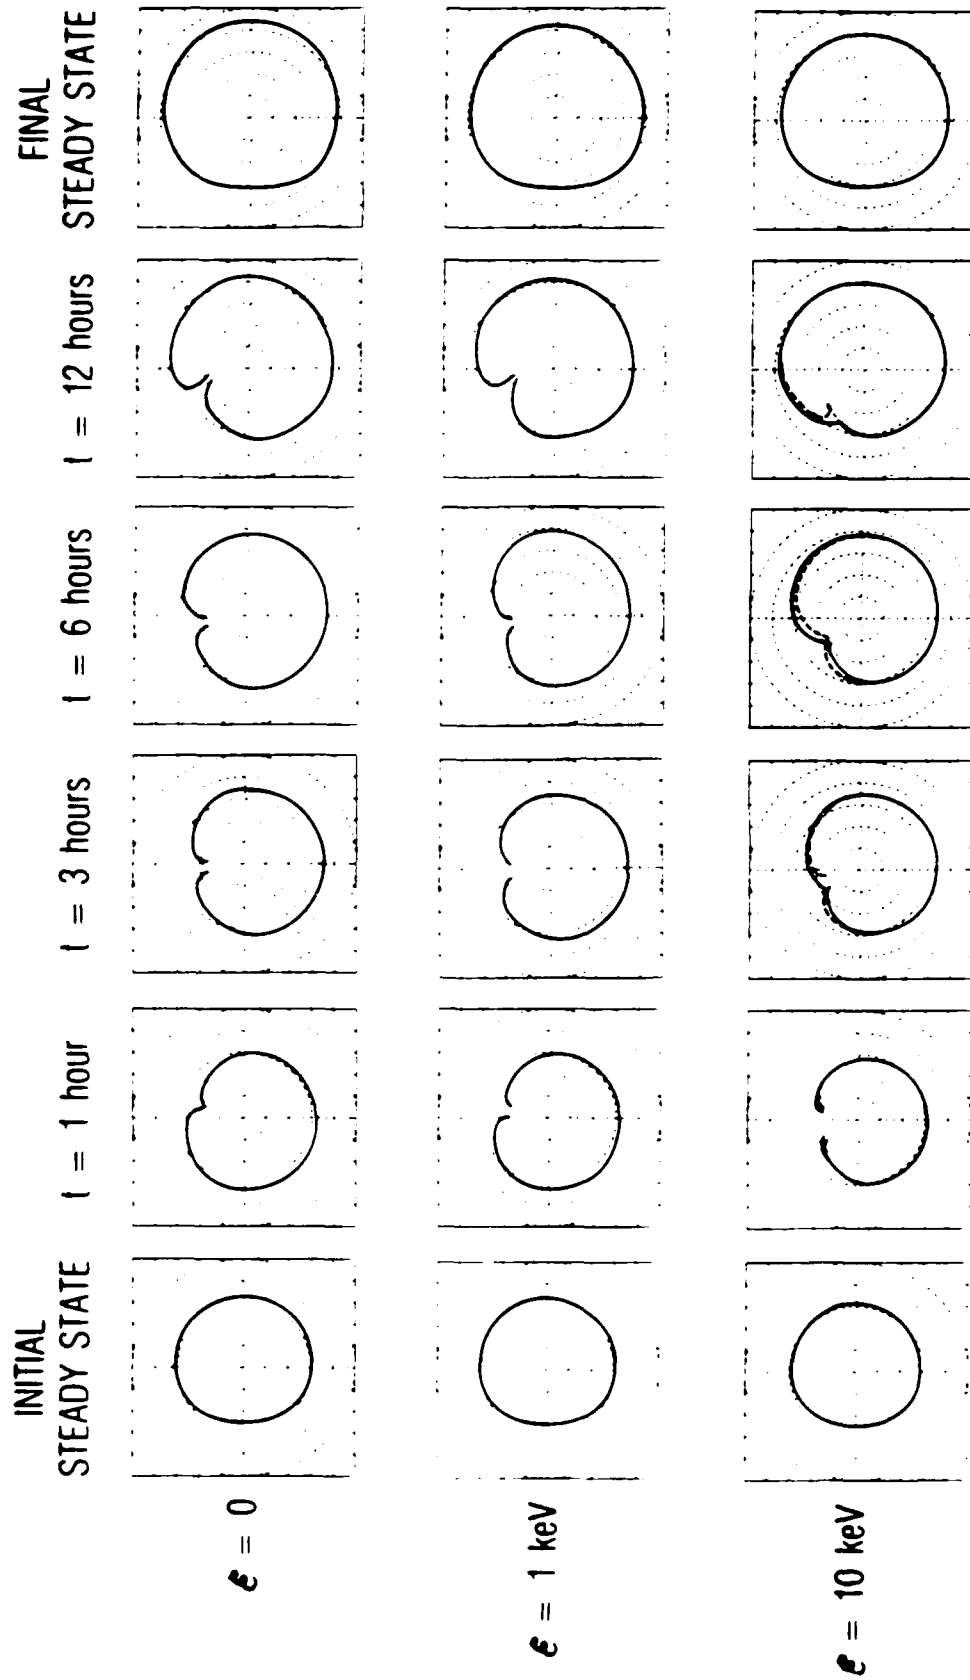 INITIAL
STEADY STATE
t = 1 hour
t = 3 hours
t = 6 hours
t = 12 hours
FINAL
STEADY STATE
ℰ = 0
ℰ = 1 keV
ℰ = 10 keV